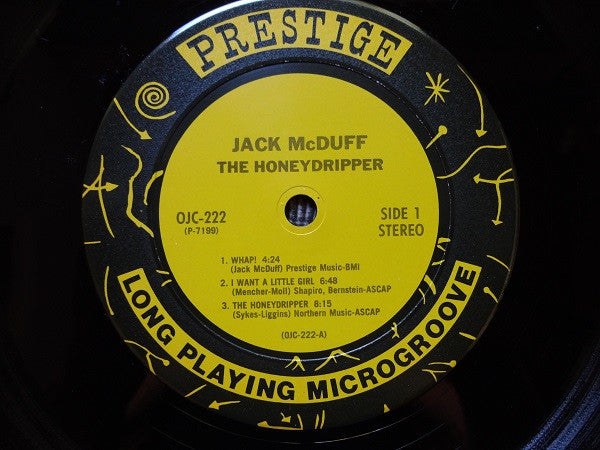 PRESTIGE
JACK McDUFF
THE HONEYDRIPPER
OJC-222
(P-7199)
SIDE 1
STEREO
1. WHAP! 4:24
(Jack McDuff) Prestige Music-BMI
2. I WANT A LITTLE GIRL 6:48
(Mencher-Moll) Shapiro, Bernstein-ASCAP
3. THE HONEYDRIPPER 8:15
(Sykes-Liggins) Northern Music-ASCAP
(OJC-222-A)
LONG PLAYING MICROGROOVE